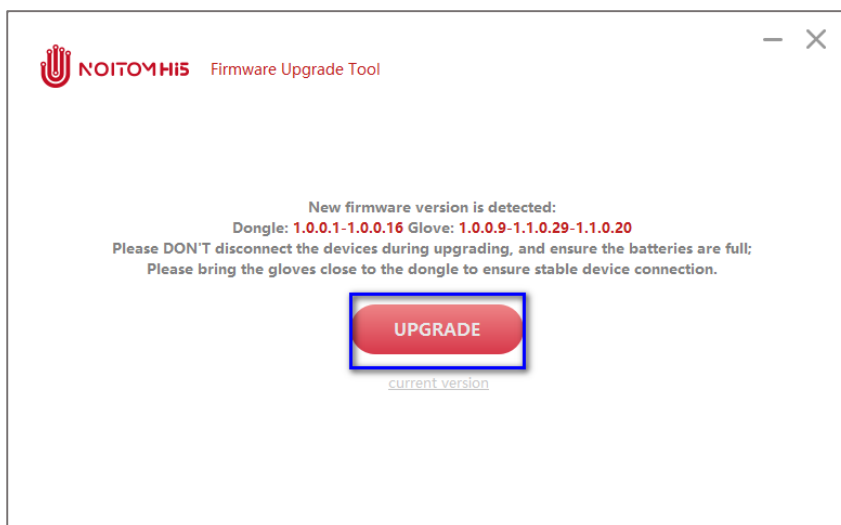 NOITOM Hi5 Firmware Upgrade Tool
New firmware version is detected:
Dongle: 1.0.0.1-1.0.0.16 Glove: 1.0.0.9-1.1.0.29-1.1.0.20
Please DON'T disconnect the devices during upgrading, and ensure the batteries are full;
Please bring the gloves close to the dongle to ensure stable device connection.
UPGRADE
current version